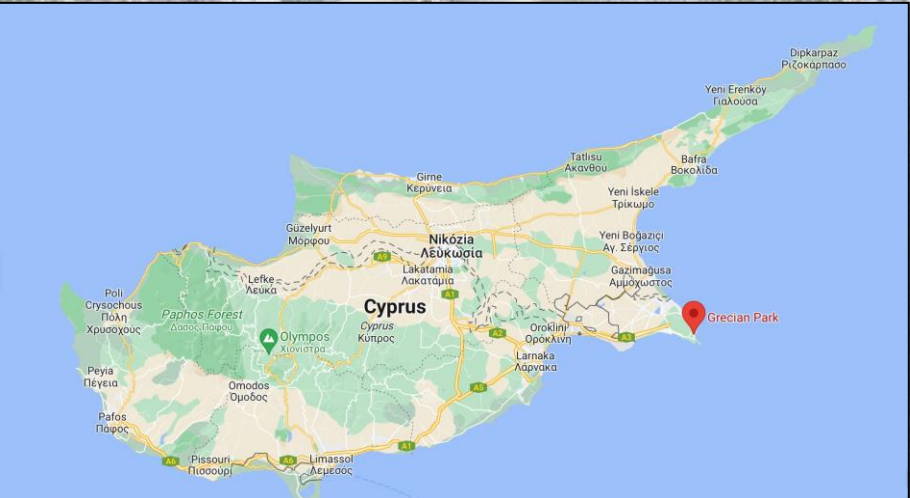 Dipkarpaz
Ριζοκάρπασο
Yeni Erenköy
Γιαλούσα
Tatlısu
Ακανθού
Bafra
Βοκολίδα
Girne
Κερύνεια
Yeni İskele
Τρίκωμο
Güzelyurt
Μόρφου
Nikózia
Λευκωσία
Yeni Boğaziçi
Αγ. Σέργιος
A9
Lakatamia
Λακατάμια
Gazimağusa
Αμμόχωστος
Lefke
Λεύκα
A1
Poli
Crysochous
Πόλη
Χρυσοχους
Paphos Forest
Δασος Πάφου
Cyprus
Cyprus
Κύπρος
Grecian Park
Olympos
Χιονίστρα
A2
Oroklini
Ορόκλινη
A3
Larnaka
Λάρνακα
Peyia
Πέγεια
Omodos
Όμοδος
A5
Pafos
Πάφος
A1
A6
Pissouri
Πισσούρι
A6
Limassol
Λεμεσός